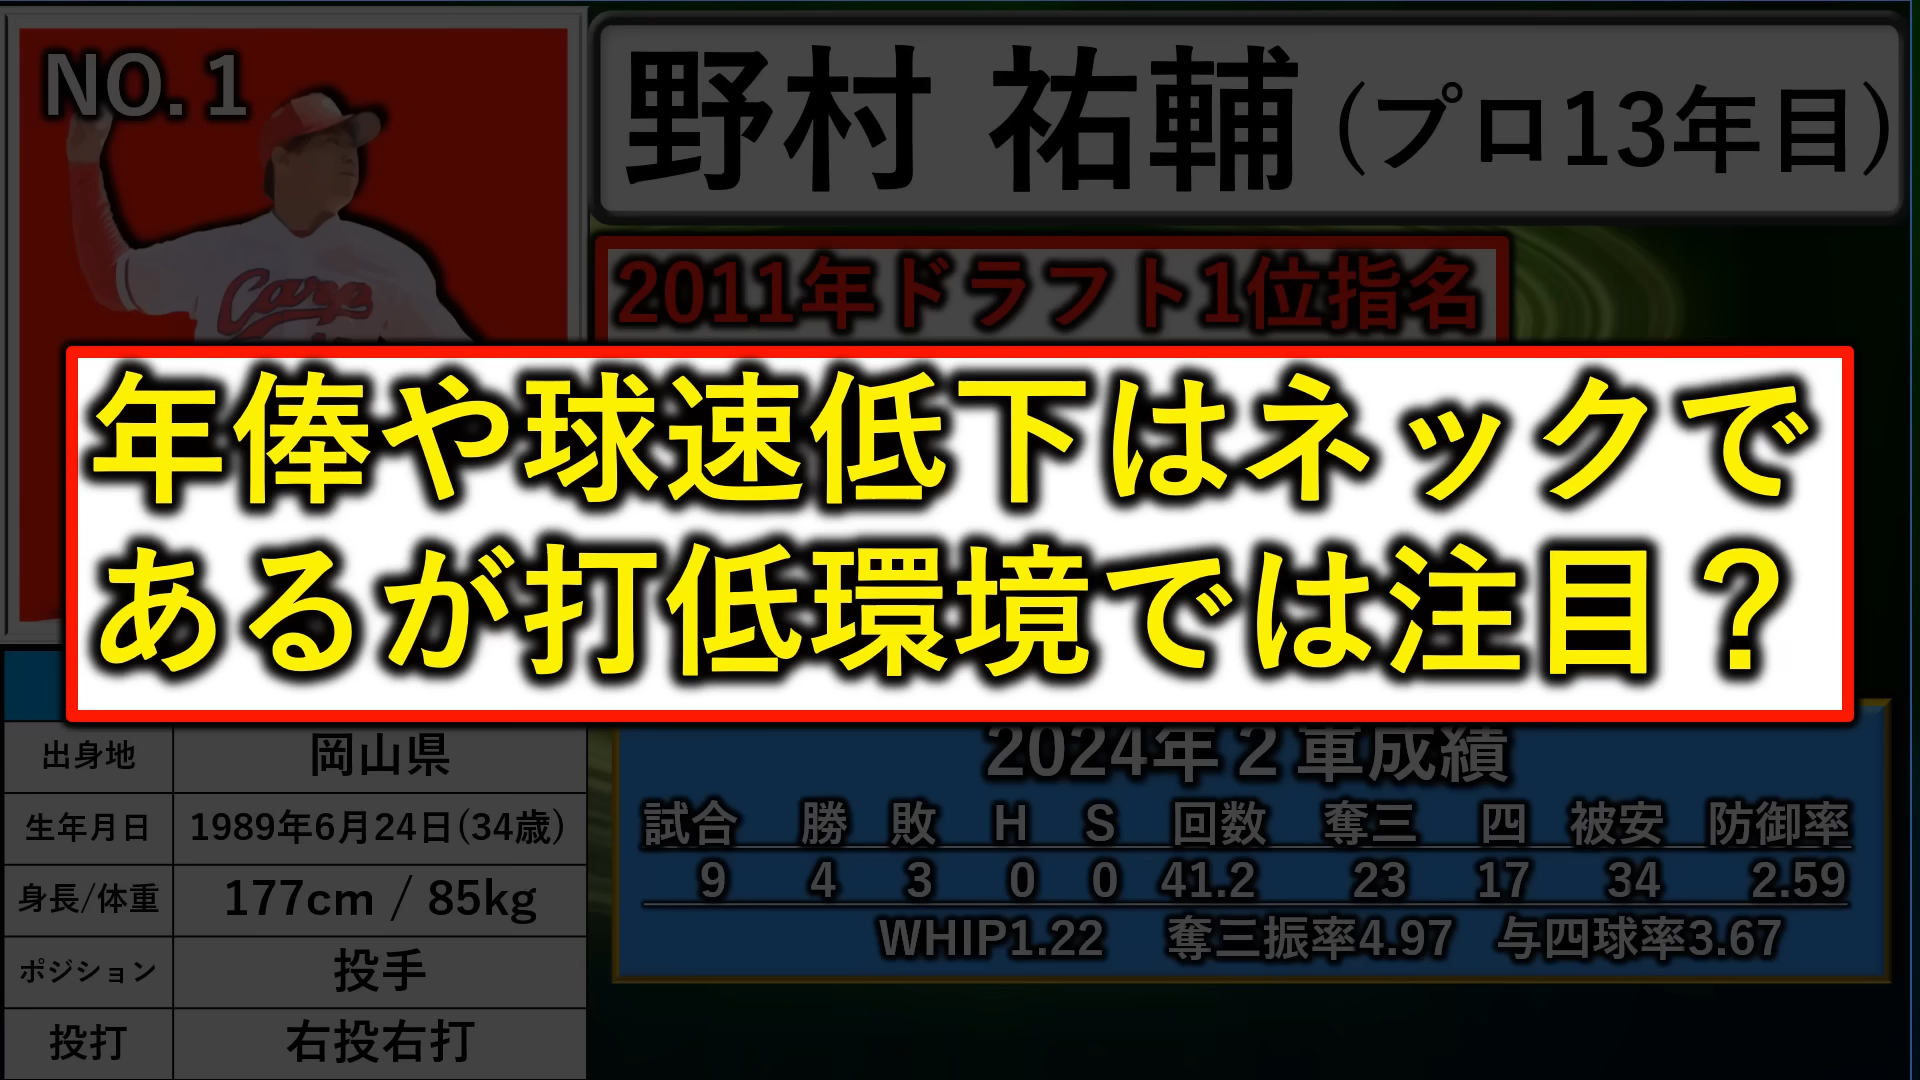 NO.1
野村 祐輔(プロ13年目)
Carp
2011年ドラフト1位指名
年俸や球速低下はネックで
あるが打低環境では注目？
出身地 岡山県
生年月日 1989年6月24日(34歳)
身長/体重 177cm / 85kg
ポジション 投手
投打 右投右打
2024年２軍成績
試合 勝 敗 H S 回数 奪三 四 被安 防御率
9 4 3 0 0 41.2 23 17 34 2.59
WHIP1.22 奪三振率4.97 与四球率3.67